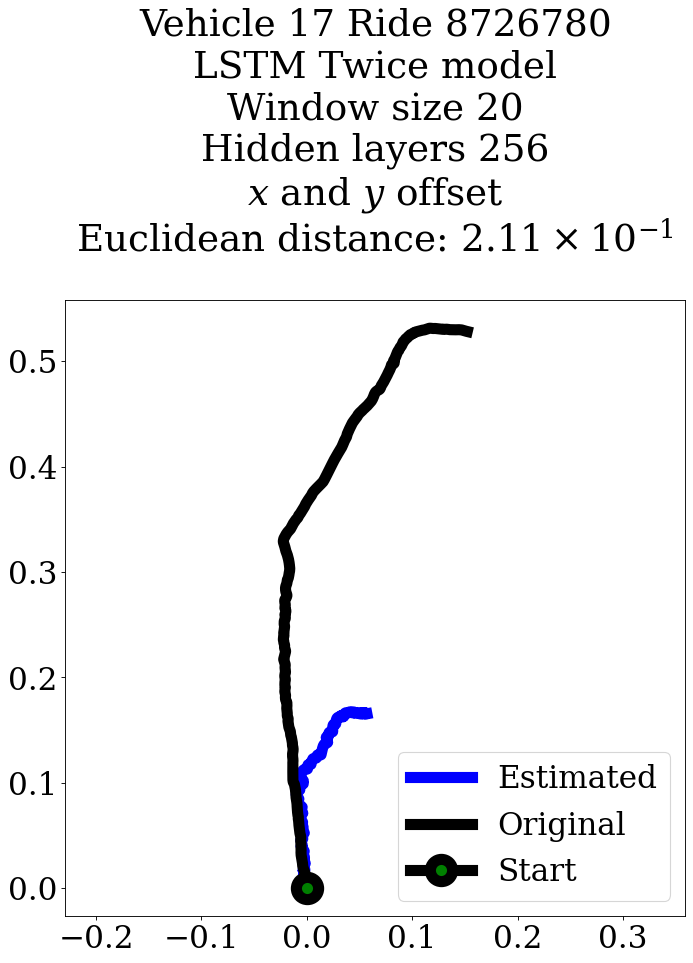 Vehicle 17 Ride 8726780
LSTM Twice model
Window size 20
Hidden layers 256
x and y offset
Euclidean distance: 2.11 × 10⁻¹
0.5
0.4
0.3
0.2
0.1
0.0
Estimated
Original
Start
−0.2 −0.1 0.0 0.1 0.2 0.3